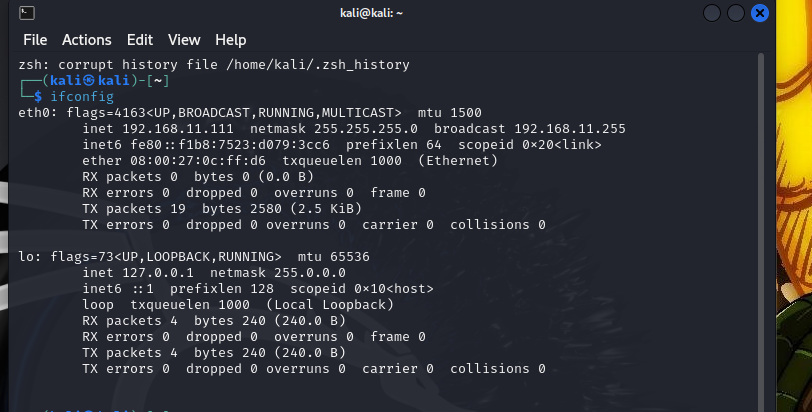 kali@kali: ~
File Actions Edit View Help
zsh: corrupt history file /home/kali/.zsh_history
┌──(kali㉿kali)-[~]
└─$ ifconfig
eth0: flags=4163<UP,BROADCAST,RUNNING,MULTICAST>  mtu 1500
        inet 192.168.11.111  netmask 255.255.255.0  broadcast 192.168.11.255
        inet6 fe80::f1b8:7523:d079:3cc6  prefixlen 64  scopeid 0×20<link>
        ether 08:00:27:0c:ff:d6  txqueuelen 1000  (Ethernet)
        RX packets 0  bytes 0 (0.0 B)
        RX errors 0  dropped 0  overruns 0  frame 0
        TX packets 19  bytes 2580 (2.5 KiB)
        TX errors 0  dropped 0 overruns 0  carrier 0  collisions 0
lo: flags=73<UP,LOOPBACK,RUNNING>  mtu 65536
        inet 127.0.0.1  netmask 255.0.0.0
        inet6 ::1  prefixlen 128  scopeid 0×10<host>
        loop  txqueuelen 1000  (Local Loopback)
        RX packets 4  bytes 240 (240.0 B)
        RX errors 0  dropped 0  overruns 0  frame 0
        TX packets 4  bytes 240 (240.0 B)
        TX errors 0  dropped 0 overruns 0  carrier 0  collisions 0